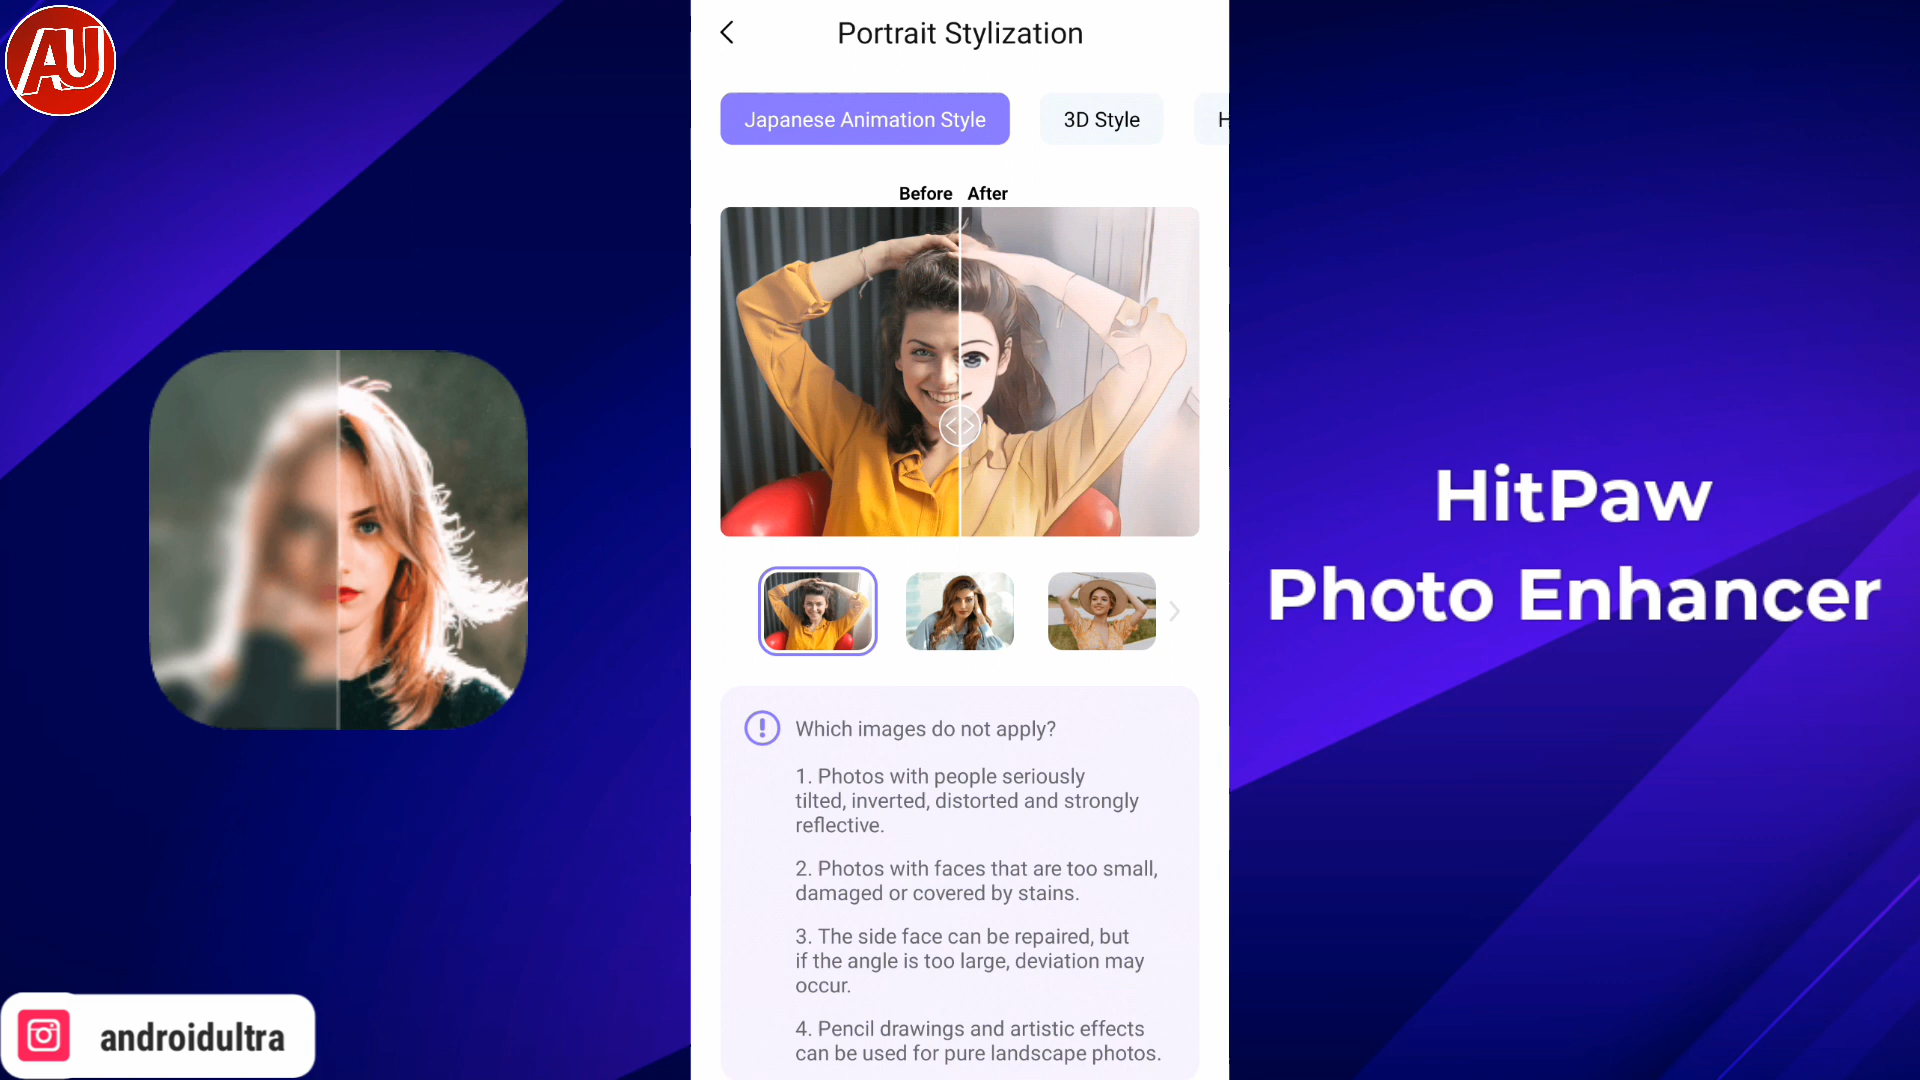 AU
Portrait Stylization
Japanese Animation Style
3D Style
H
Before After
HitPaw
Photo Enhancer
Which images do not apply?
1. Photos with people seriously
tilted, inverted, distorted and strongly
reflective.
2. Photos with faces that are too small,
damaged or covered by stains.
3. The side face can be repaired, but
if the angle is too large, deviation may
occur.
4. Pencil drawings and artistic effects
can be used for pure landscape photos.
androidultra